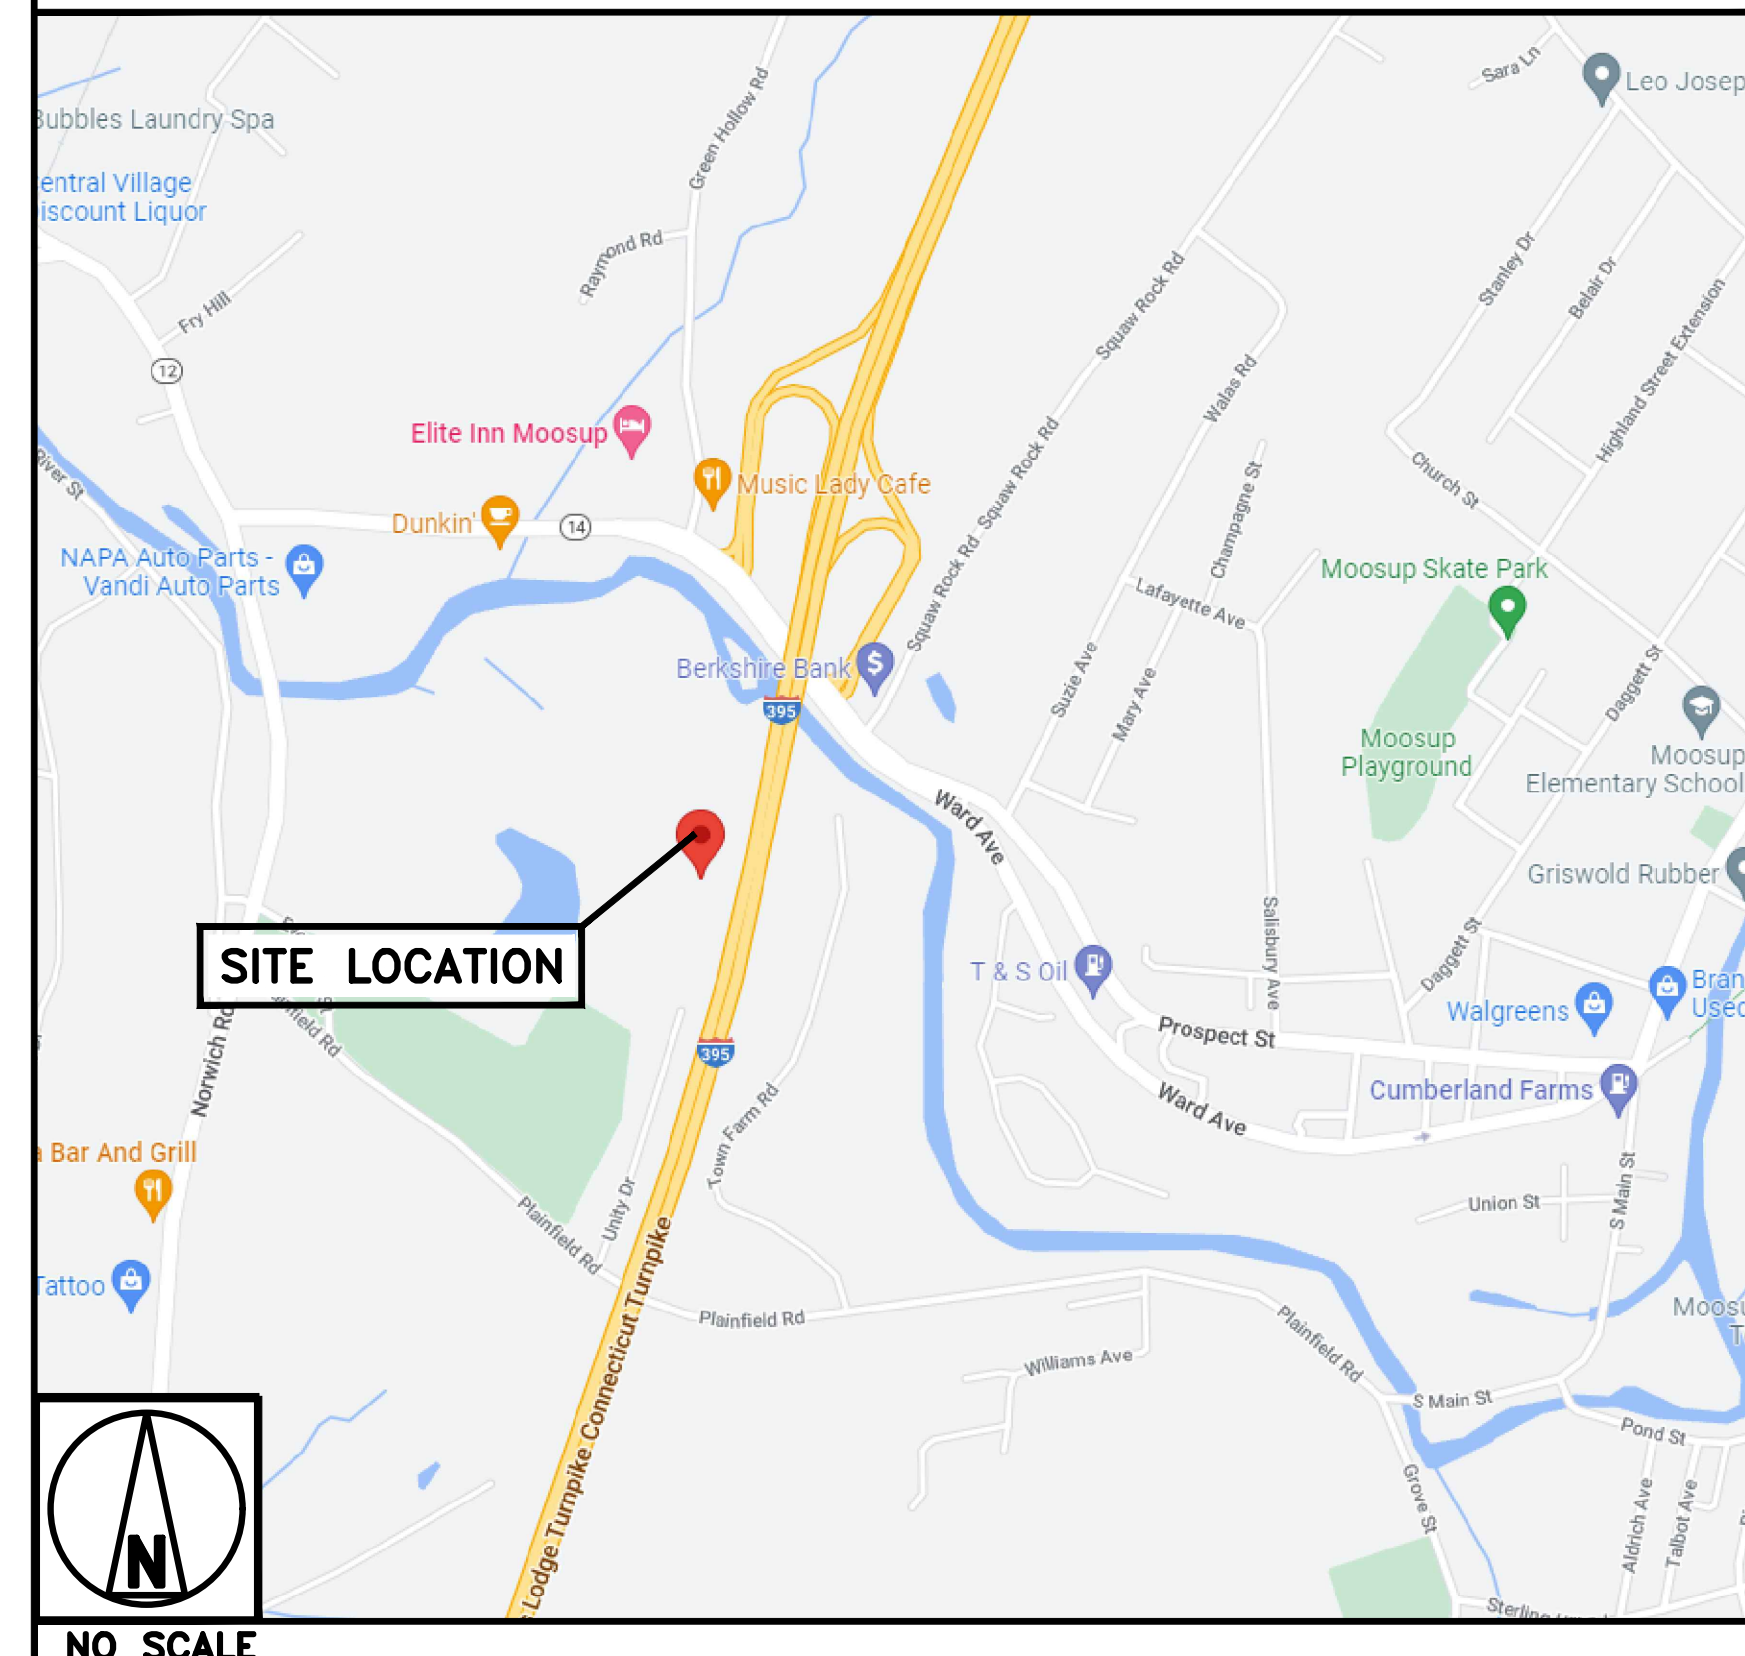 Sara Ln
Leo Josep
Bubbles Laundry Spa
Green Hollow Rd
entral Village
iscount Liquor
Raymond Rd
Fry Hill
Squaw Rock Rd
Stanley Dr
Belair Dr
Highland Street Extension
12
Walas Rd
Elite Inn Moosup
Music Lady Cafe
Squaw Rock Rd
Church St
River St
Dunkin'
14
Champagne St
NAPA Auto Parts -
Vandi Auto Parts
Squaw Rock Rd
Lafayette Ave
Moosup Skate Park
Berkshire Bank
395
Suzie Ave
Mary Ave
Daggett St
Moosup
Playground
Moosup
Elementary School
Ward Ave
Griswold Rubber
SITE LOCATION
Salisbury Ave
T & S Oil
Daggett St
Walgreens
Bran
Used
Prospect St
395
Norwich Rd
field Rd
Town Farm Rd
Cumberland Farms
Ward Ave
a Bar And Grill
Unity Dr
Plainfield Rd
Union St
S Main St
Tattoo
Plainfield Rd
Plainfield Rd
Moosu
T
Williams Ave
S Main St
Pond St
Lodge Turnpike Connecticut Turnpike
Grove St
Aldrich Ave
Talbot Ave
N
Sterling
NO SCALE